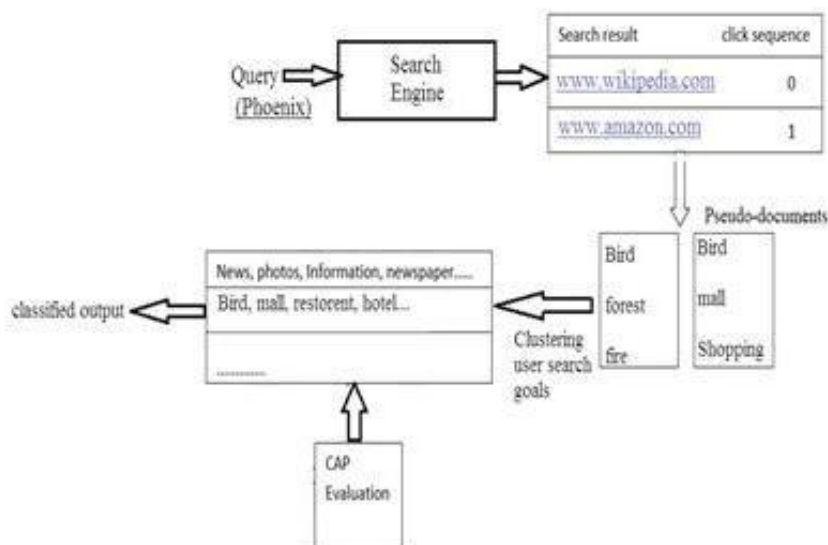 Search result click sequence
Query
(Phoenix)
Search
Engine
www.wikipedia.com 0
www.amazon.com 1
Pseudo-documents
Bird
forest
fire
Bird
mall
Shopping
News, photos, Information, newspaper.....
Bird, mall, restorent, hotel...
...........
classified output
Clustering
user search
goals
CAP
Evaluation